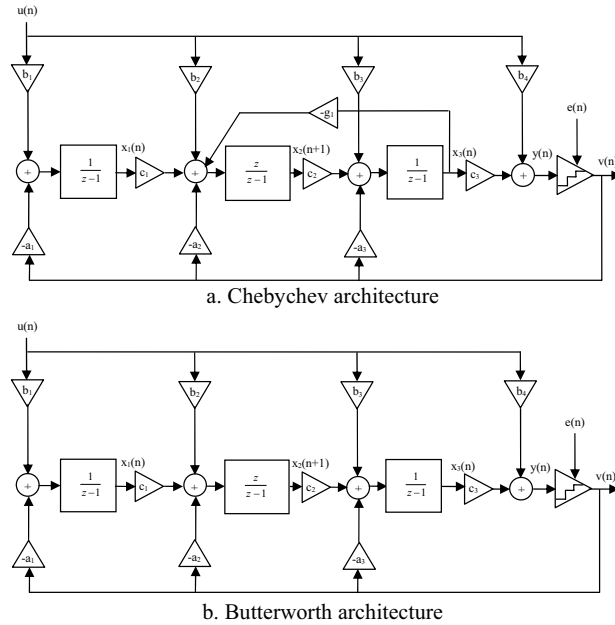 u(n)
b1 b2 b3 b4
-g1 e(n)
x1(n) x2(n+1) x3(n) y(n) v(n)
+ 1/z−1 c1 + z/z−1 c2 + 1/z−1 c3 +
-a1 -a2 -a3
a. Chebychev architecture
u(n)
b1 b2 b3 b4
e(n)
x1(n) x2(n+1) x3(n) y(n) v(n)
+ 1/z−1 c1 + z/z−1 c2 + 1/z−1 c3 +
-a1 -a2 -a3
b. Butterworth architecture